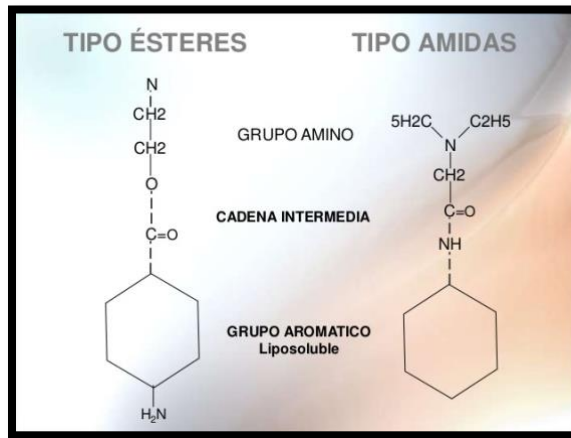 TIPO ÉSTERES
TIPO AMIDAS
N
CH2
CH2
O
C=O
H₂N
GRUPO AMINO
CADENA INTERMEDIA
GRUPO AROMATICO
Liposoluble
5H2C C2H5
N
CH2
C=O
NH